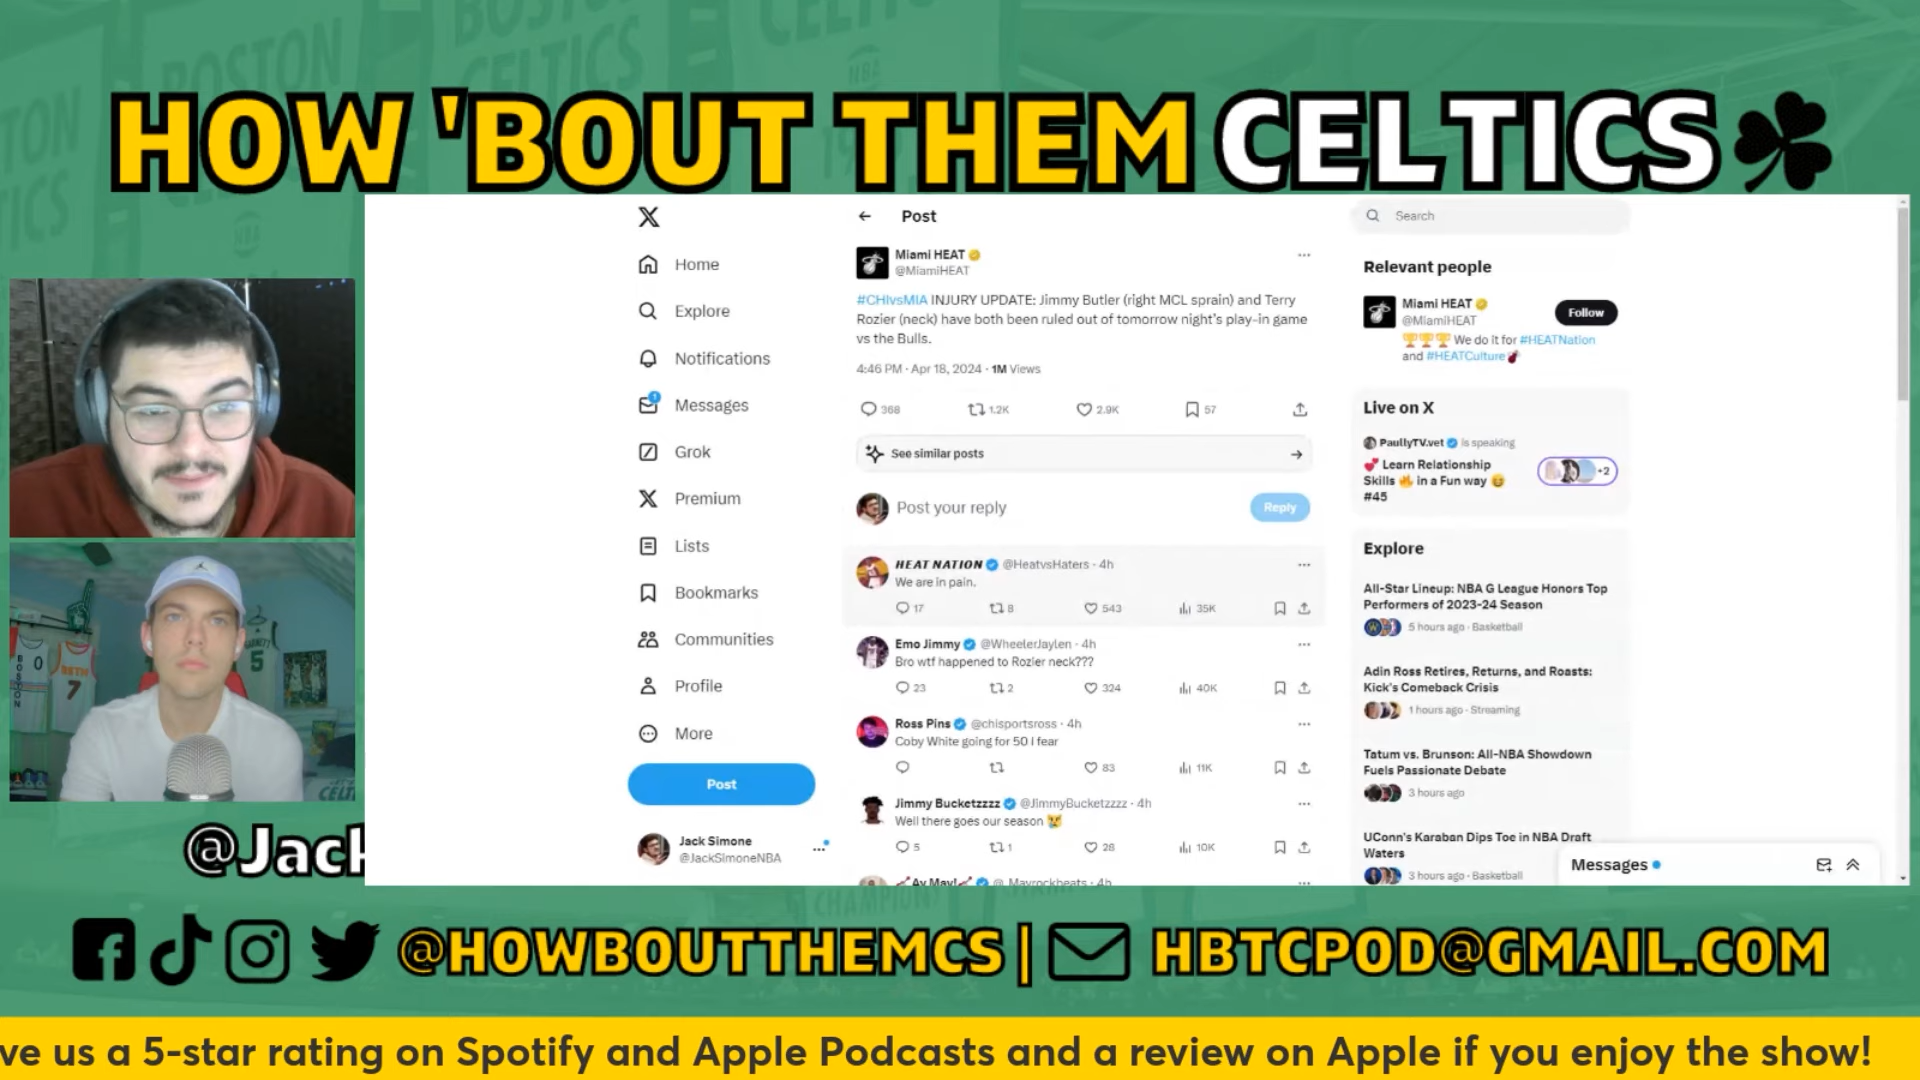 HOW 'BOUT THEM CELTICS
Home
Explore
Notifications
1
Messages
Grok
Premium
Lists
Bookmarks
Communities
Profile
More
Post
Jack Simone
@JackSimoneNBA
Post
Miami HEAT
@MiamiHEAT
#CHIvsMIA INJURY UPDATE: Jimmy Butler (right MCL sprain) and Terry
Rozier (neck) have both been ruled out of tomorrow night's play-in game
vs the Bulls.
4:46 PM · Apr 18, 2024 · 1M Views
368 1.2K 2.9K 57
See similar posts
Post your reply
Reply
HEAT NATION @HeatvsHaters · 4h
We are in pain.
17 8 543 35K
Emo Jimmy @WheelerJaylen · 4h
Bro wtf happened to Rozier neck???
23 2 324 40K
Ross Pins @chisportsross · 4h
Coby White going for 50 I fear
83 11K
Jimmy Bucketzzzz @JimmyBucketzzzz · 4h
Well there goes our season 😿
5 1 28 10K
Ay May! @_Mayrockbeats · 4h
Search
Relevant people
Miami HEAT
@MiamiHEAT
Follow
🏆🏆🏆 We do it for #HEATNation
and #HEATCulture
Live on X
PaullyTV.vet is speaking
💕 Learn Relationship
Skills 🔥 in a Fun way 😆
#45
+2
Explore
All-Star Lineup: NBA G League Honors Top
Performers of 2023-24 Season
5 hours ago · Basketball
Adin Ross Retires, Returns, and Roasts:
Kick's Comeback Crisis
1 hours ago · Streaming
Tatum vs. Brunson: All-NBA Showdown
Fuels Passionate Debate
3 hours ago
UConn's Karaban Dips Toe in NBA Draft
Waters
3 hours ago · Basketball
Messages
BOSTON
0
7
5
@Jack
@HOWBOUTTHEMCS | HBTCPOD@GMAIL.COM
ve us a 5-star rating on Spotify and Apple Podcasts and a review on Apple if you enjoy the show!